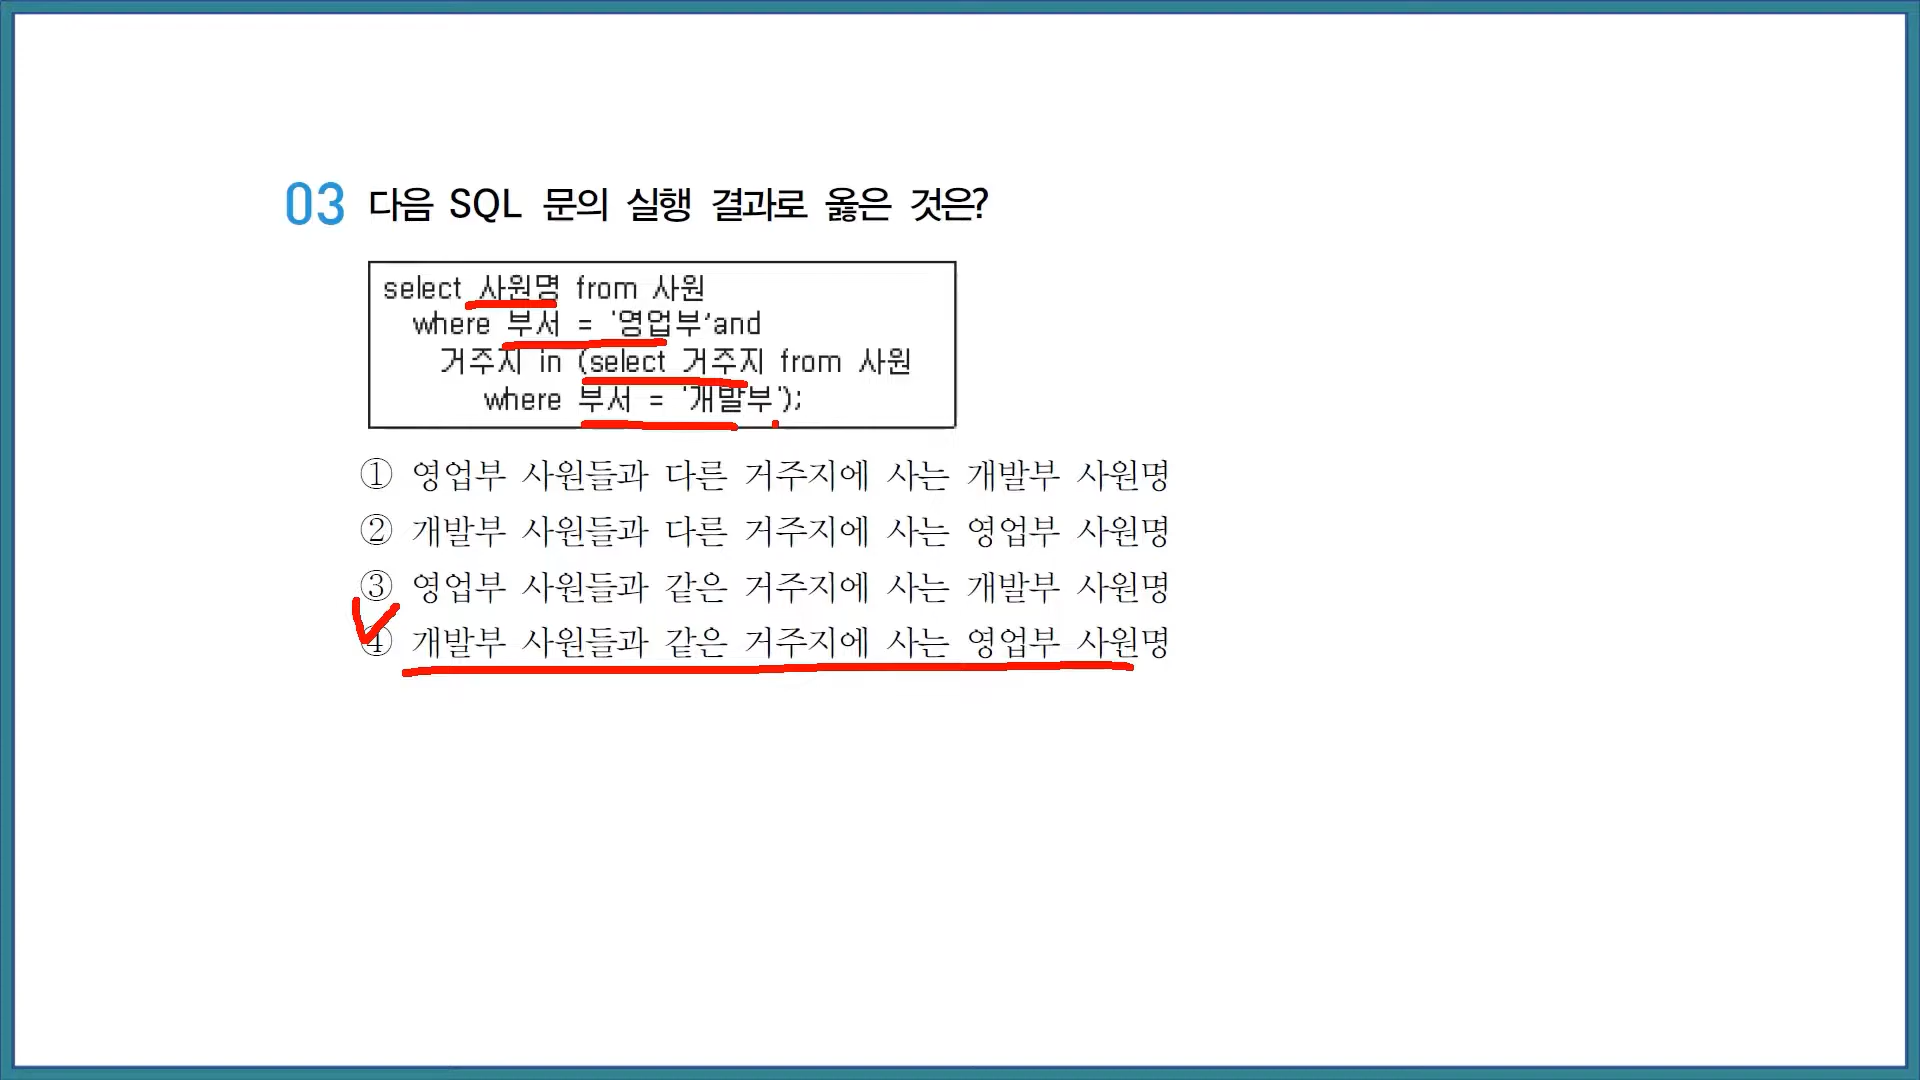 03 다음 SQL 문의 실행 결과로 옳은 것은?
select 사원명 from 사원
where 부서 = '영업부'and
거주지 in (select 거주지 from 사원
where 부서 = '개발부');
① 영업부 사원들과 다른 거주지에 사는 개발부 사원명
② 개발부 사원들과 다른 거주지에 사는 영업부 사원명
③ 영업부 사원들과 같은 거주지에 사는 개발부 사원명
④ 개발부 사원들과 같은 거주지에 사는 영업부 사원명